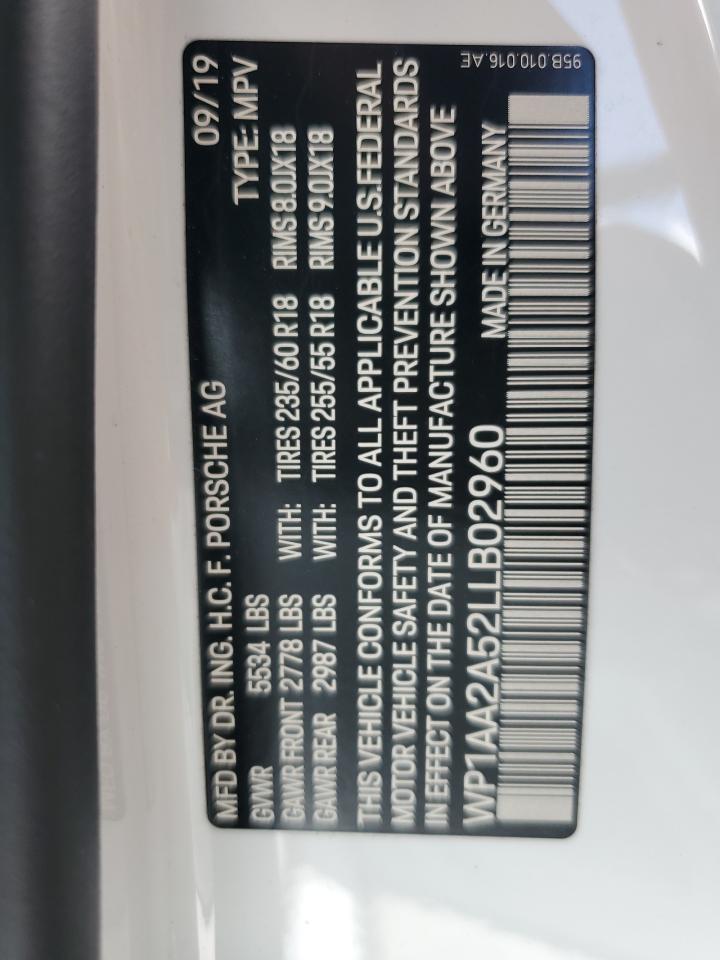 MFD BY DR. ING. H.C. F. PORSCHE AG 09/19
GVWR 5534 LBS TYPE: MPV
GAWR FRONT 2778 LBS WITH: TIRES 235/60 R18 RIMS 8.0JX18
GAWR REAR 2987 LBS WITH: TIRES 255/55 R18 RIMS 9.0JX18
THIS VEHICLE CONFORMS TO ALL APPLICABLE U.S. FEDERAL
MOTOR VEHICLE SAFETY AND THEFT PREVENTION STANDARDS
IN EFFECT ON THE DATE OF MANUFACTURE SHOWN ABOVE
WP1AA2A52LLB02960 MADE IN GERMANY
95B.010.016.AE